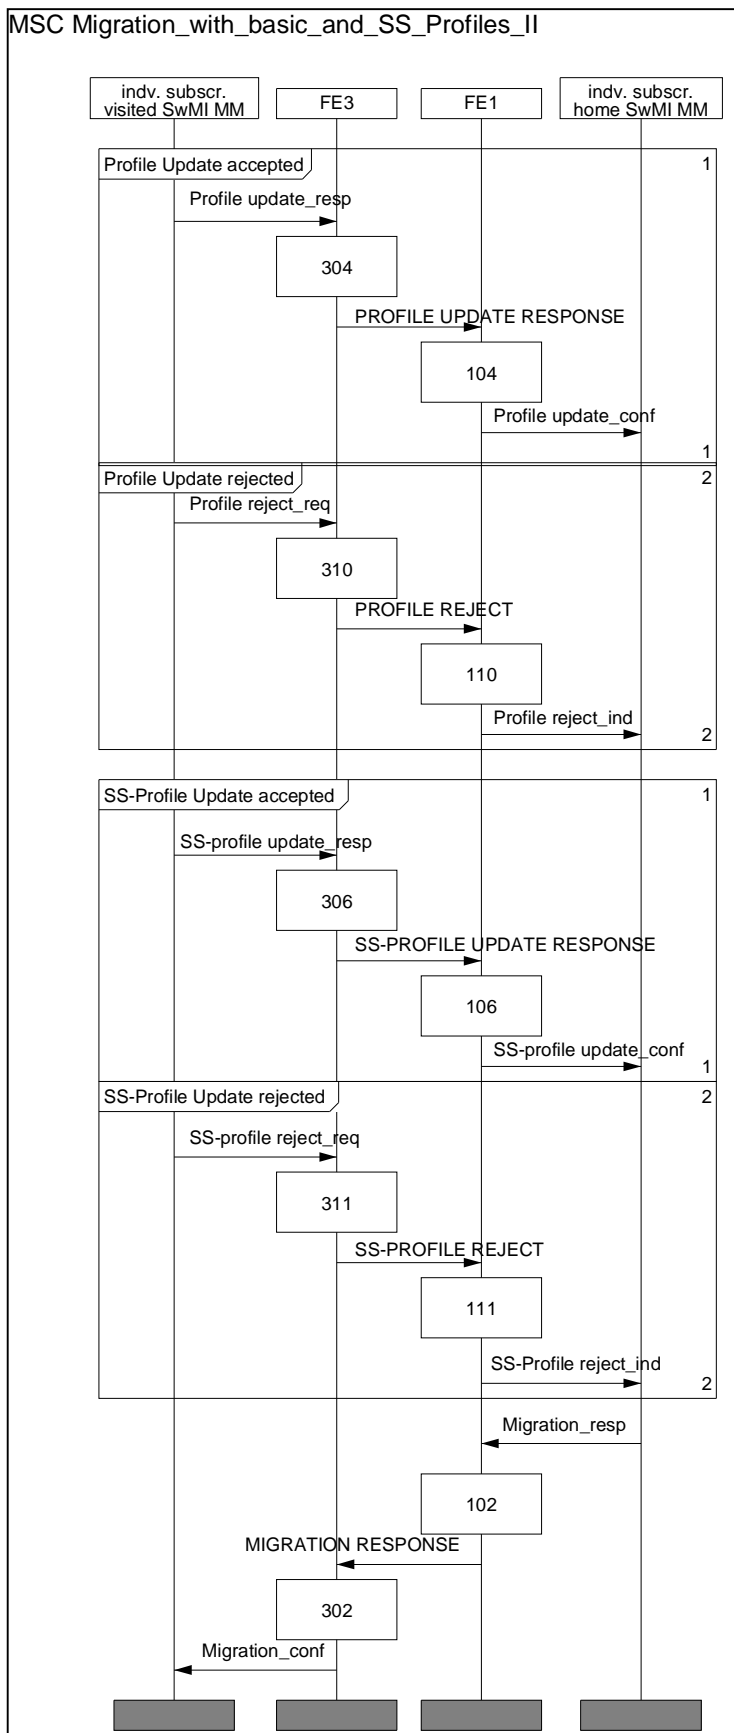 MSC Migration_with_basic_and_SS_Profiles_II
indv. subscr.
visited SwMI MM
FE3
FE1
indv. subscr.
home SwMI MM
Profile Update accepted
1
Profile update_resp
304
PROFILE UPDATE RESPONSE
104
Profile update_conf
1
Profile Update rejected
2
Profile reject_req
310
PROFILE REJECT
110
Profile reject_ind
2
SS-Profile Update accepted
1
SS-profile update_resp
306
SS-PROFILE UPDATE RESPONSE
106
SS-profile update_conf
1
SS-Profile Update rejected
2
SS-profile reject_req
311
SS-PROFILE REJECT
111
SS-Profile reject_ind
2
Migration_resp
102
MIGRATION RESPONSE
302
Migration_conf